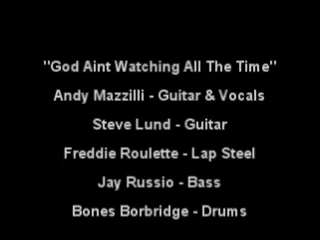 "God Aint Watching All The Time"
Andy Mazzilli - Guitar & Vocals
Steve Lund - Guitar
Freddie Roulette - Lap Steel
Jay Russio - Bass
Bones Borbridge - Drums